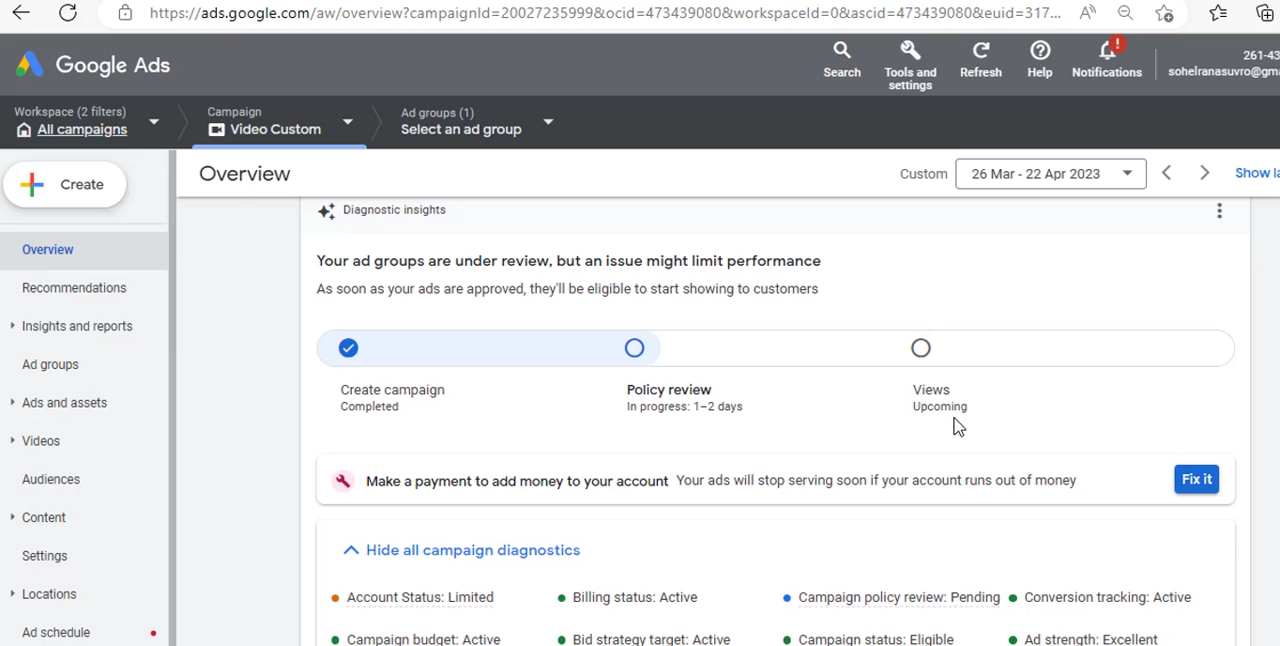 https://ads.google.com/aw/overview?campaignId=20027235999&ocid=473439080&workspaceId=0&ascid=473439080&euid=317...
Google Ads
Search
Tools and settings
Refresh
Help
Notifications
261-43
sohelranasuvro@gma
Workspace (2 filters)
All campaigns
Campaign
Video Custom
Ad groups (1)
Select an ad group
Create
Overview
Custom
26 Mar - 22 Apr 2023
Show la
Overview
Recommendations
Insights and reports
Ad groups
Ads and assets
Videos
Audiences
Content
Settings
Locations
Ad schedule
Diagnostic insights
Your ad groups are under review, but an issue might limit performance
As soon as your ads are approved, they'll be eligible to start showing to customers
Create campaign
Completed
Policy review
In progress: 1–2 days
Views
Upcoming
Make a payment to add money to your account Your ads will stop serving soon if your account runs out of money
Fix it
Hide all campaign diagnostics
Account Status: Limited
Billing status: Active
Campaign policy review: Pending
Conversion tracking: Active
Campaign budget: Active
Bid strategy target: Active
Campaign status: Eligible
Ad strength: Excellent